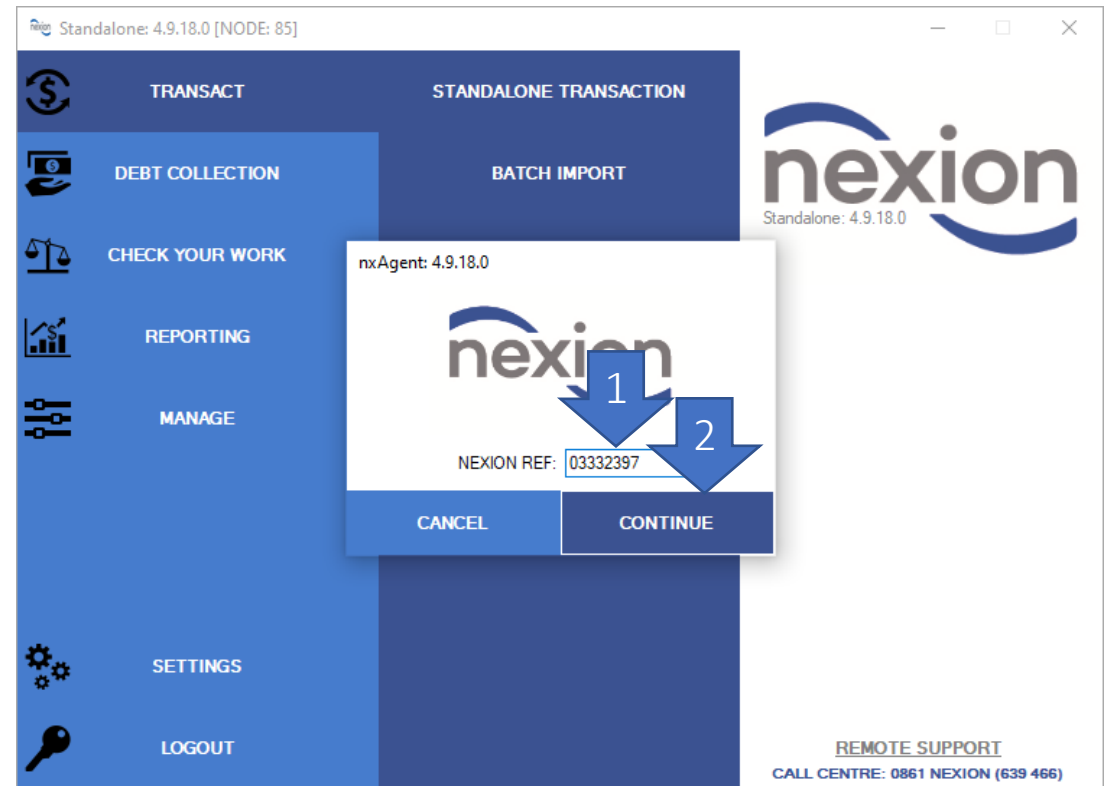 nexion Standalone: 4.9.18.0 [NODE: 85]
TRANSACT
STANDALONE TRANSACTION
DEBT COLLECTION
BATCH IMPORT
nexion
Standalone: 4.9.18.0
CHECK YOUR WORK
nxAgent: 4.9.18.0
REPORTING
nexion
1
MANAGE
2
NEXION REF: 03332397
CANCEL
CONTINUE
SETTINGS
LOGOUT
REMOTE SUPPORT
CALL CENTRE: 0861 NEXION (639 466)